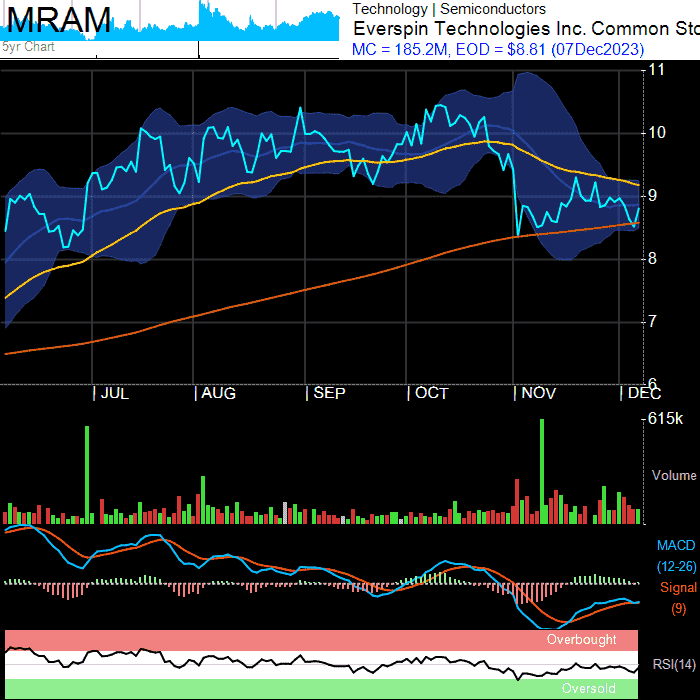 MRAM
5yr Chart
Technology | Semiconductors
Everspin Technologies Inc. Common Sto
MC = 185.2M, EOD = $8.81 (07Dec2023)
11
10
9
8
7
6
JUL AUG SEP OCT NOV DEC
615k
Volume
MACD
(12-26)
Signal
(9)
Overbought
RSI(14)
Oversold